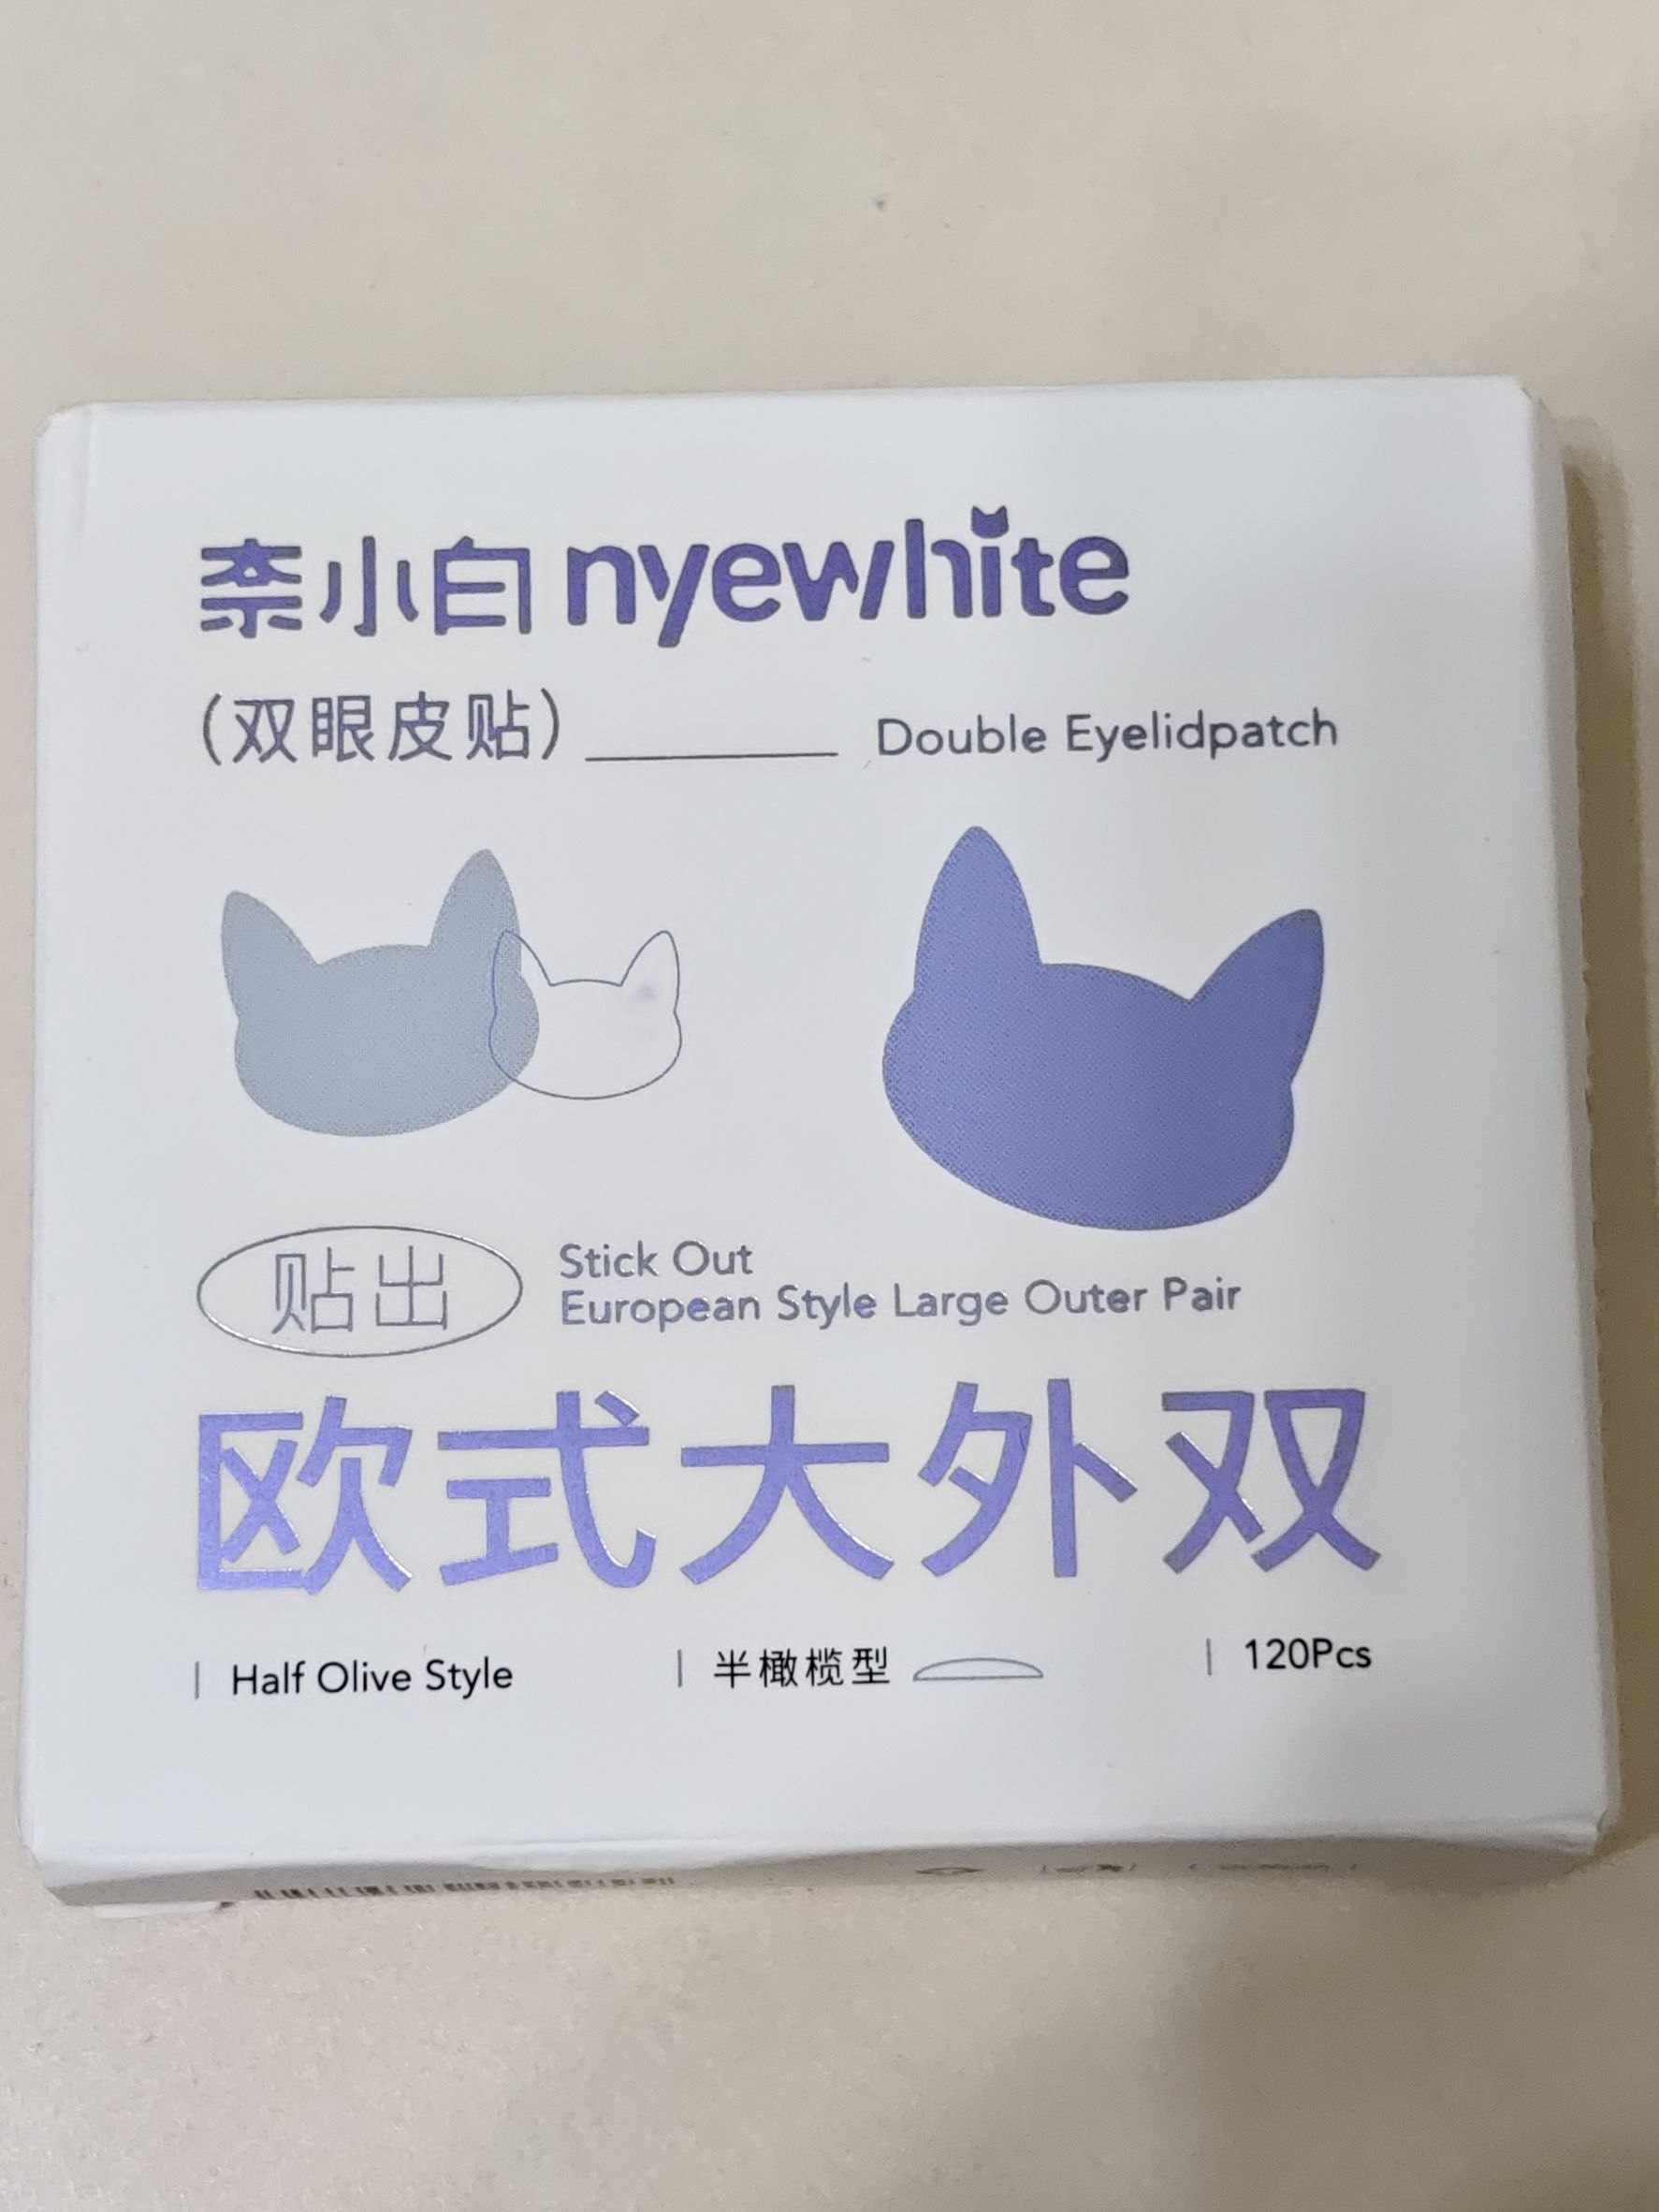 奈小白 nyewhite
(双眼皮贴) Double Eyelidpatch
贴出
Stick Out
European Style Large Outer Pair
欧式大外双
| Half Olive Style | 半橄榄型 | 120Pcs